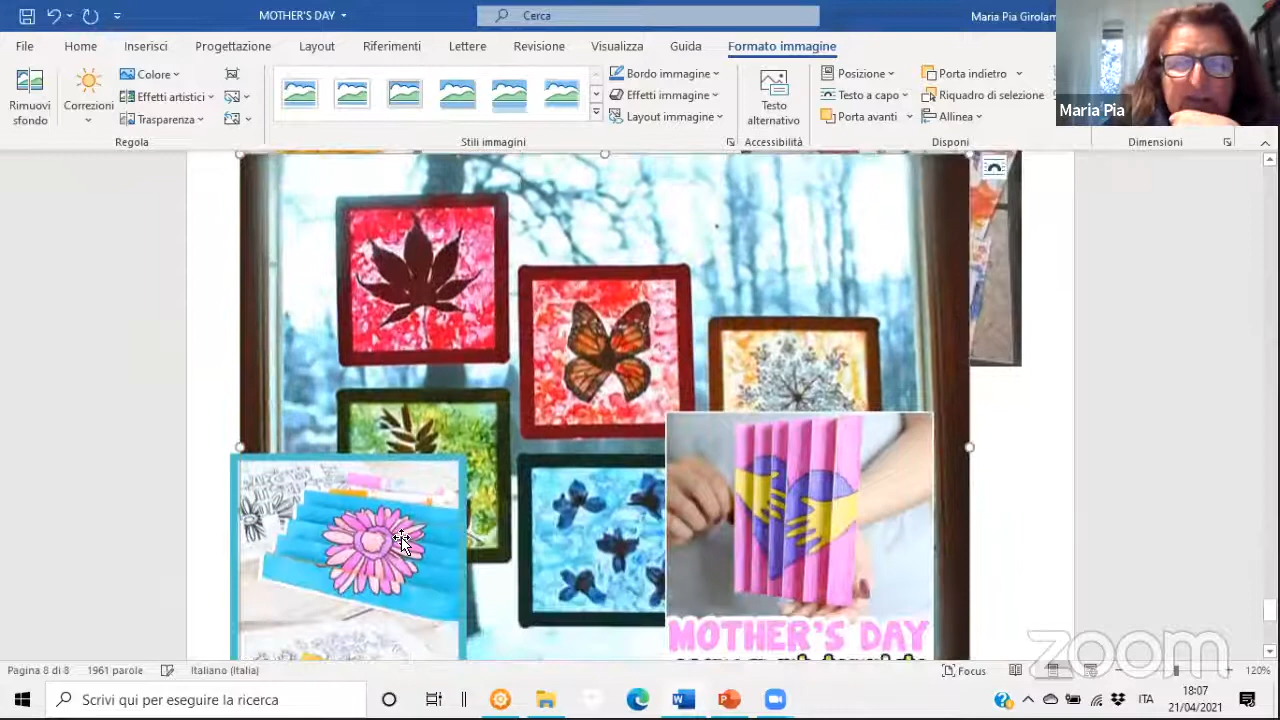 MOTHER'S DAY
Cerca
Maria Pia Girolam
File Home Inserisci Progettazione Layout Riferimenti Lettere Revisione Visualizza Guida Formato immagine
Rimuovi sfondo
Correzioni
Colore
Effetti artistici
Trasparenza
Regola
Stili immagini
Bordo immagine
Effetti immagine
Layout immagine
Testo alternativo
Accessibilità
Posizione
Testo a capo
Porta avanti
Porta indietro
Riquadro di selezione
Allinea
Disponi
Dimensioni
Maria Pia
MOTHER'S DAY
zoom
Pagina 8 di 8 1961 parole Italiano (Italia) Focus 120%
Scrivi qui per eseguire la ricerca
ITA
18:07
21/04/2021